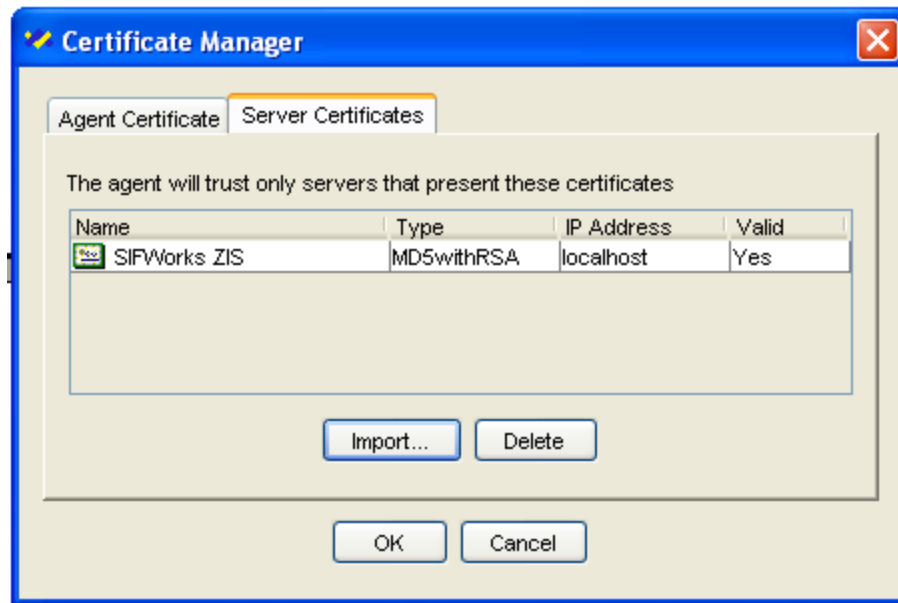 Certificate Manager
Agent Certificate Server Certificates
The agent will trust only servers that present these certificates
Name Type IP Address Valid
SIFWorks ZIS MD5withRSA localhost Yes
Import... Delete
OK Cancel